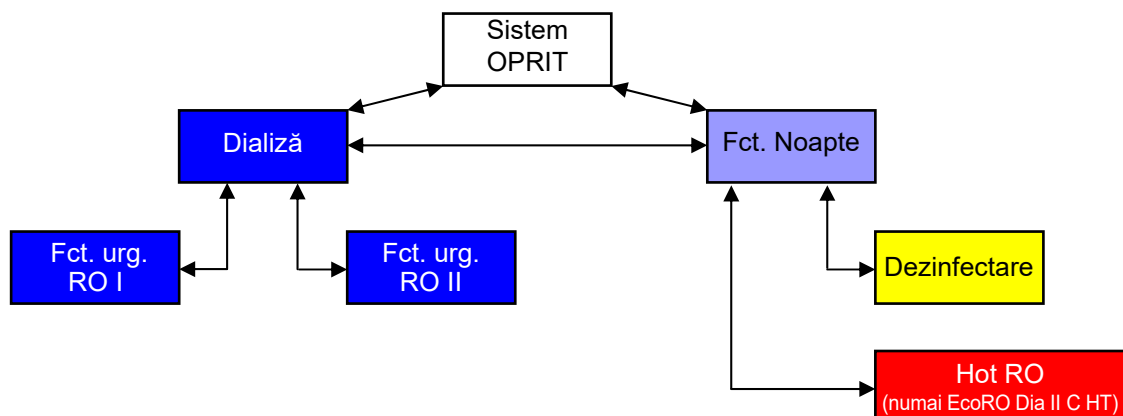 Sistem
OPRIT
Dializă
Fct. Noapte
Fct. urg.
RO I
Fct. urg.
RO II
Dezinfectare
Hot RO
(numai EcoRO Dia II C HT)